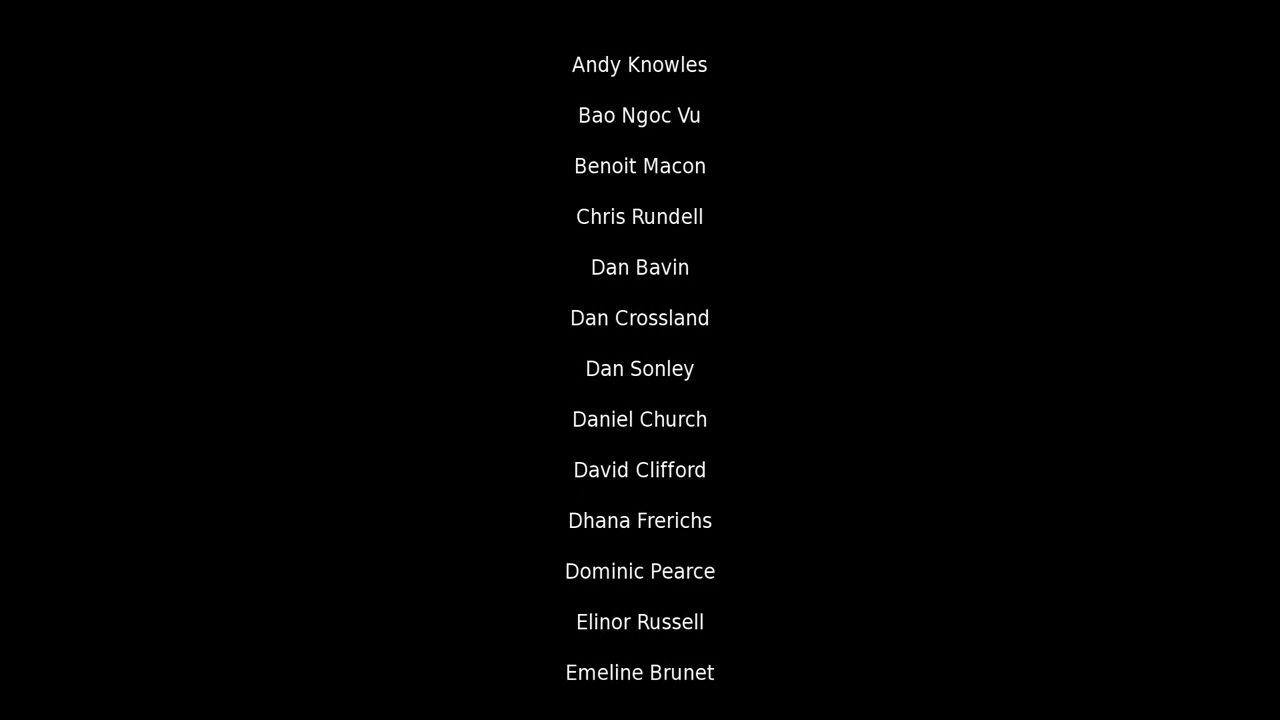 Andy Knowles
Bao Ngoc Vu
Benoit Macon
Chris Rundell
Dan Bavin
Dan Crossland
Dan Sonley
Daniel Church
David Clifford
Dhana Frerichs
Dominic Pearce
Elinor Russell
Emeline Brunet